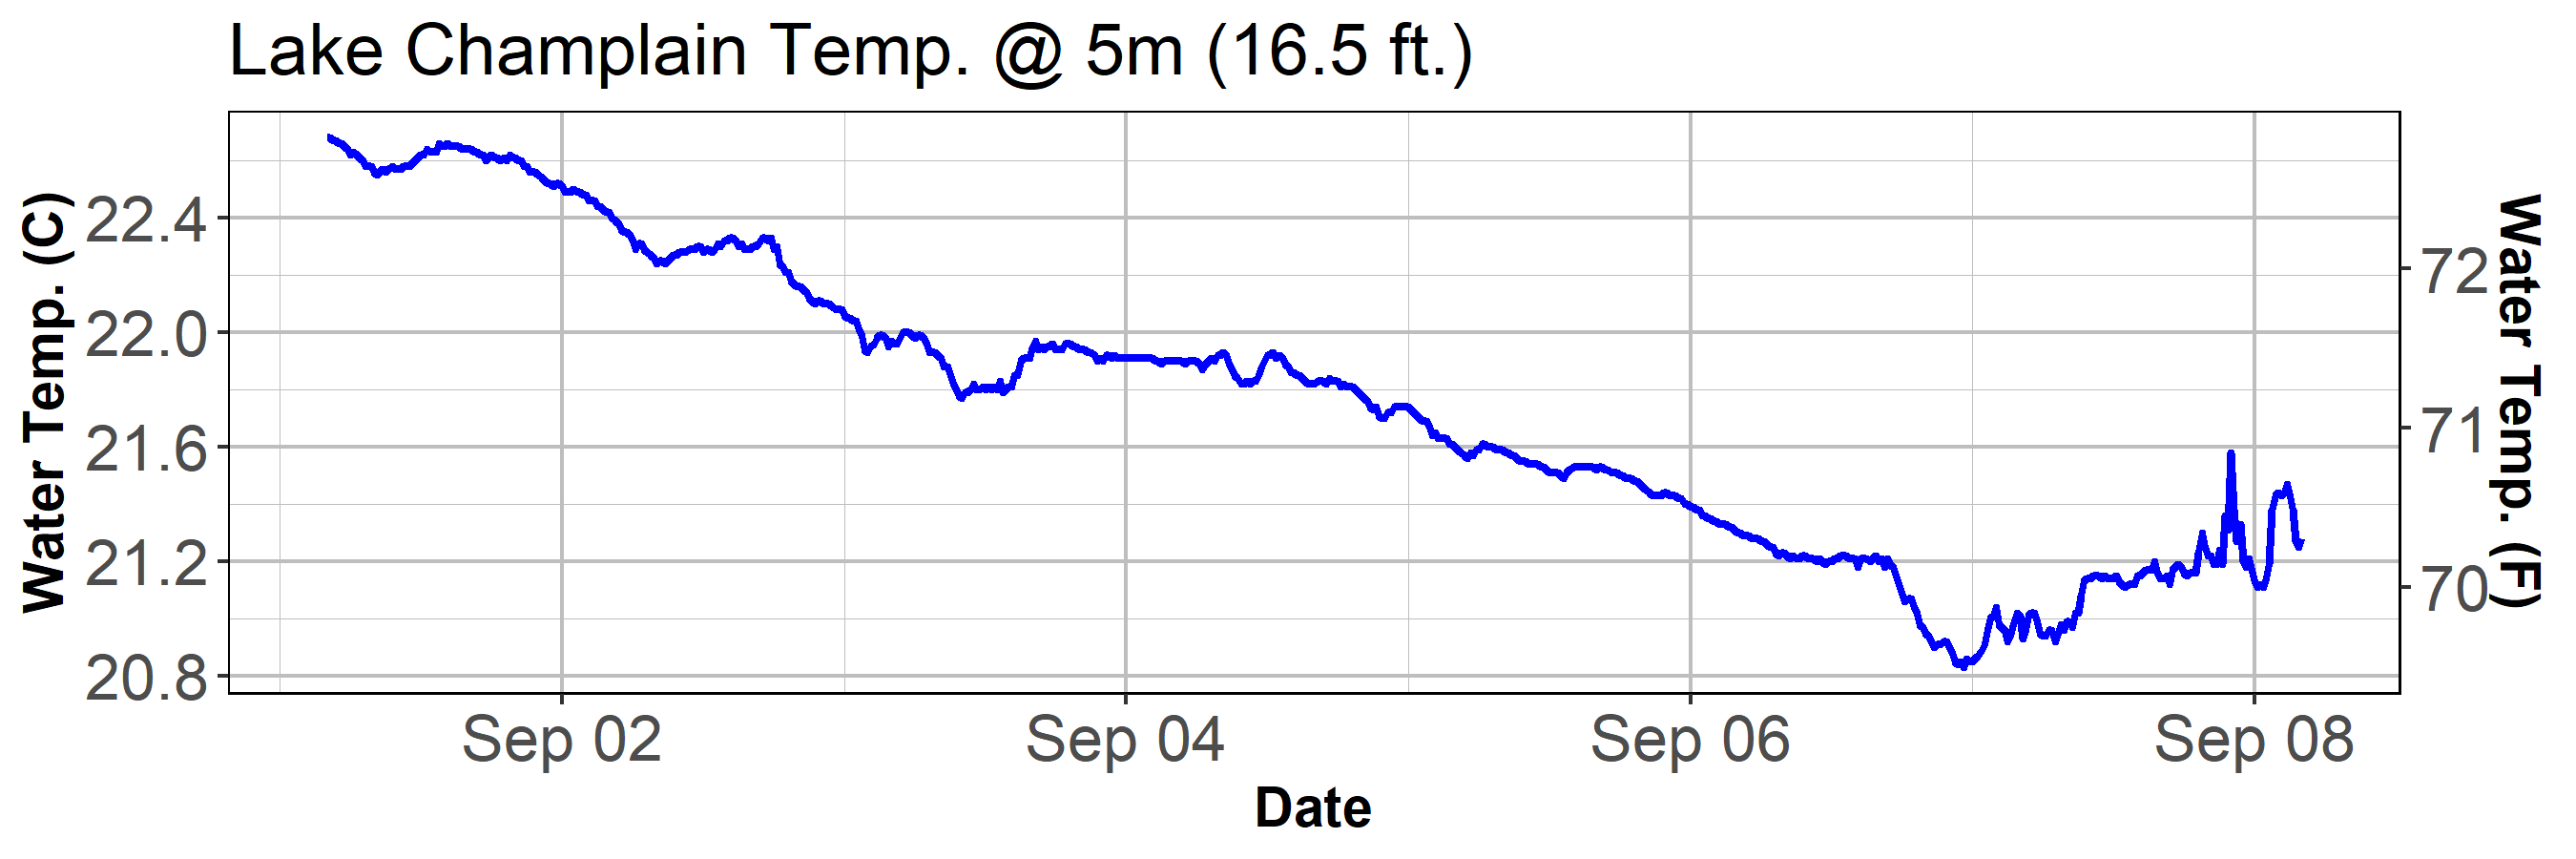 Lake Champlain Temp. @ 5m (16.5 ft.)
Water Temp. (C)
22.4
22.0
21.6
21.2
20.8
72
71
70
Water Temp. (F)
Sep 02
Sep 04
Sep 06
Sep 08
Date